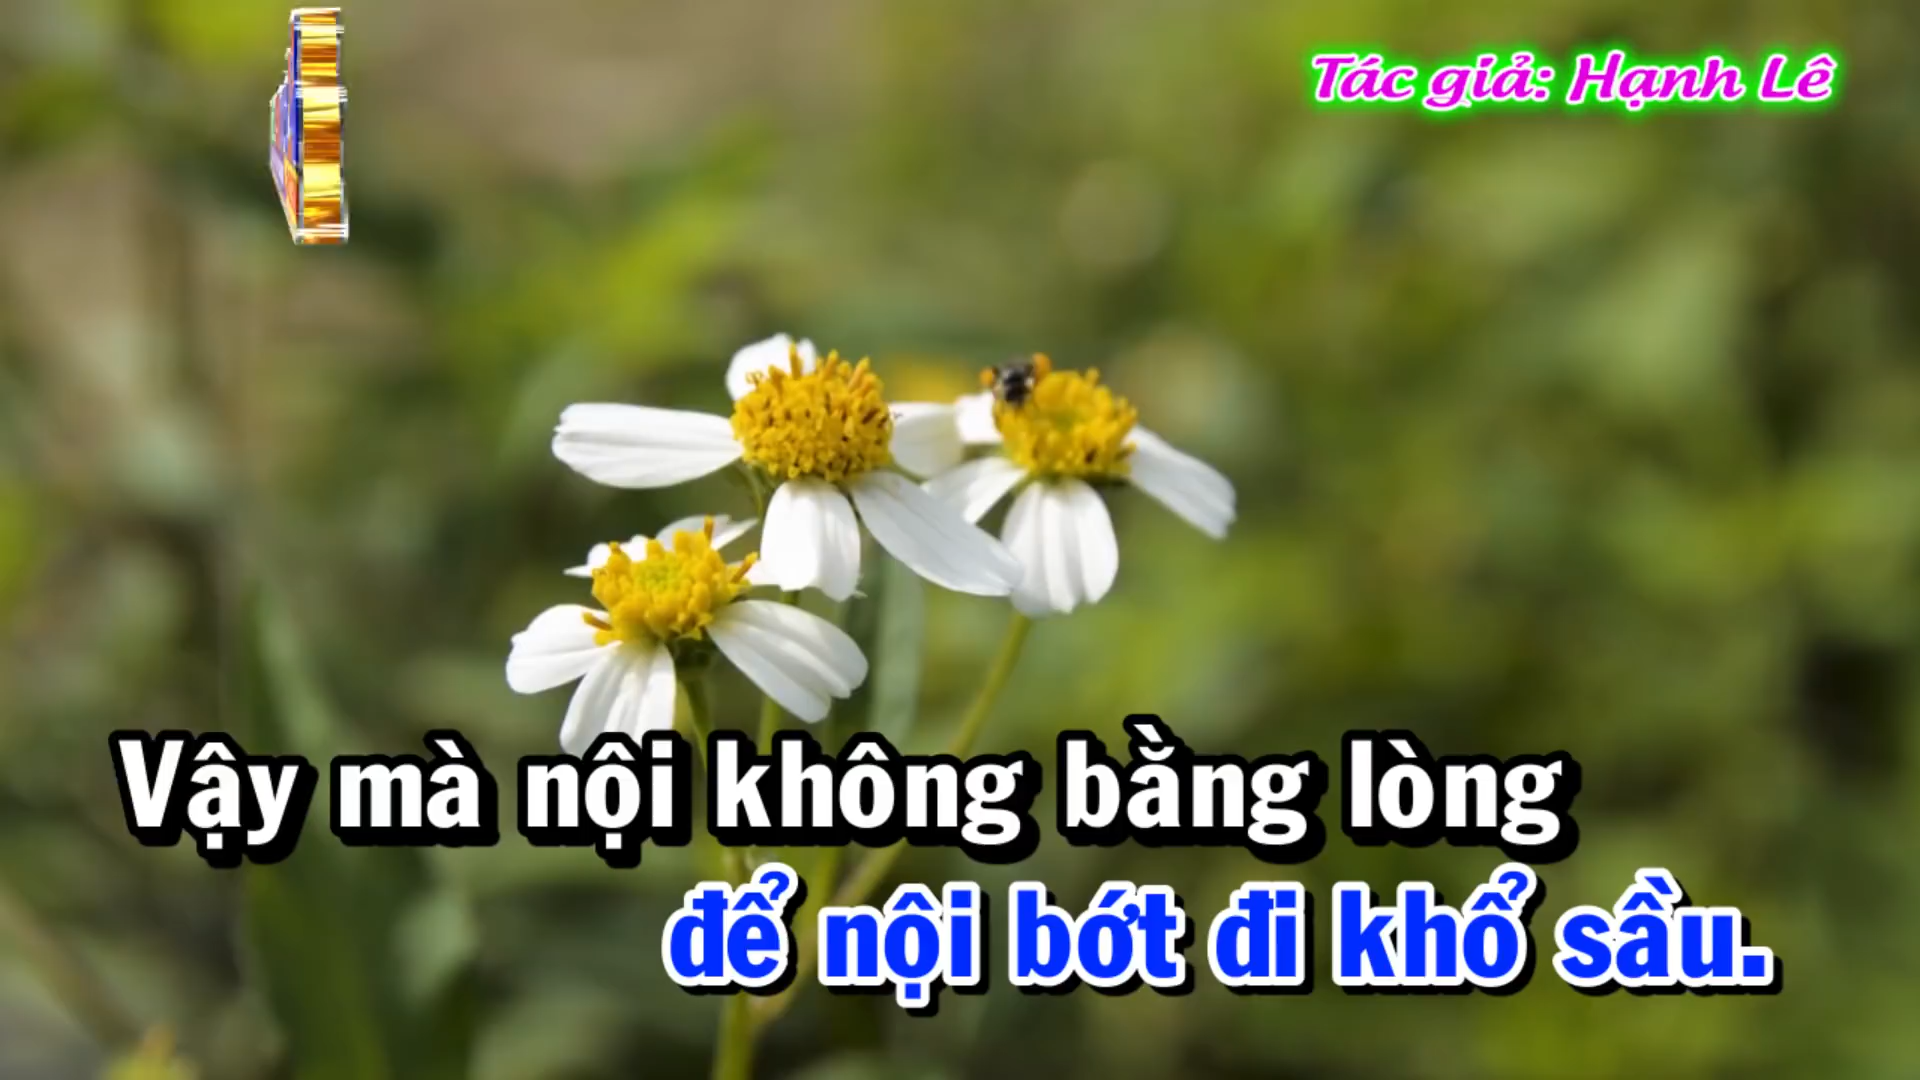 Tác giả: Hạnh Lê
Vậy mà nội không bằng lòng
để nội bớt đi khổ sầu.